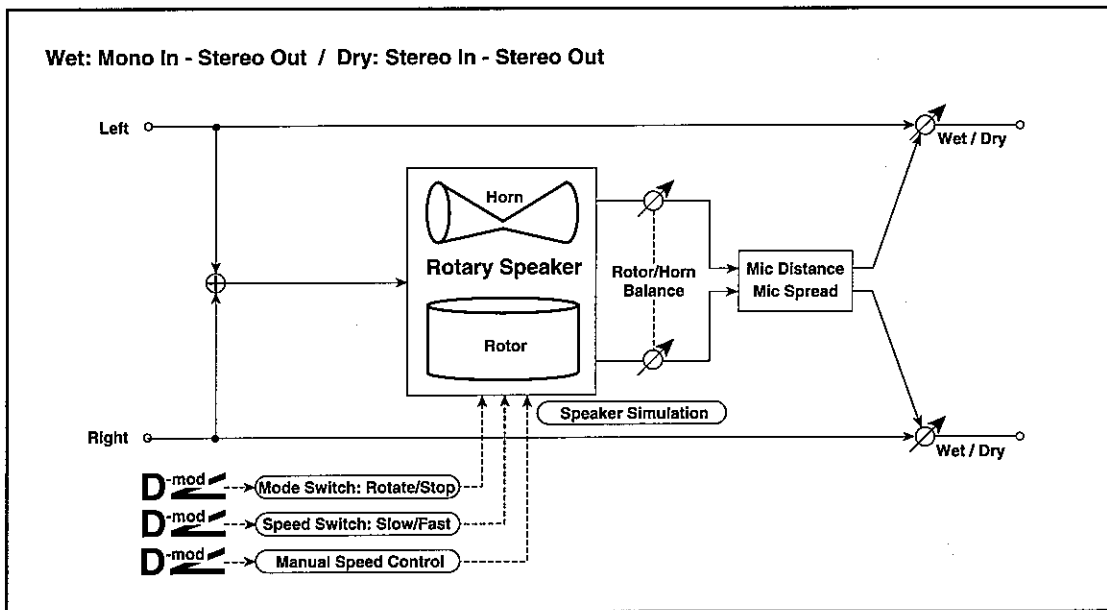 Wet: Mono In - Stereo Out / Dry: Stereo In - Stereo Out
Left
Wet / Dry
Horn
Rotary Speaker
Rotor/Horn
Balance
Mic Distance
Mic Spread
Rotor
Speaker Simulation
Right
Wet / Dry
D-mod
Mode Switch: Rotate/Stop
D-mod
Speed Switch: Slow/Fast
D-mod
Manual Speed Control